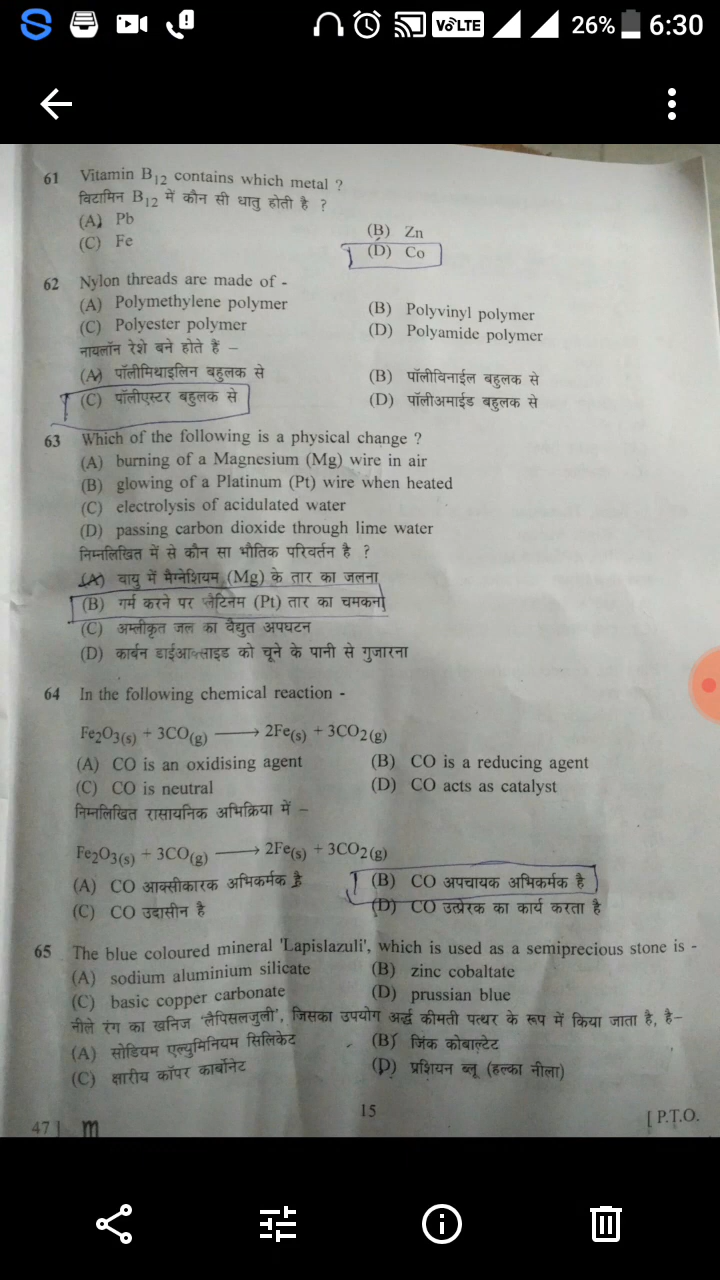 VoLTE 26% 6:30
61 Vitamin B12 contains which metal ?
विटामिन B12 में कौन सी धातु होती है ?
(A) Pb (B) Zn
(C) Fe (D) Co
62 Nylon threads are made of -
(A) Polymethylene polymer (B) Polyvinyl polymer
(C) Polyester polymer (D) Polyamide polymer
नायलॉन रेशे बने होते हैं –
(A) पॉलीमिथाइलिन बहुलक से (B) पॉलीविनाईल बहुलक से
(C) पॉलीएस्टर बहुलक से (D) पॉलीअमाईड बहुलक से
63 Which of the following is a physical change ?
(A) burning of a Magnesium (Mg) wire in air
(B) glowing of a Platinum (Pt) wire when heated
(C) electrolysis of acidulated water
(D) passing carbon dioxide through lime water
निम्नलिखित में से कौन सा भौतिक परिवर्तन है ?
(A) वायु में मैग्नेशियम (Mg) के तार का जलना
(B) गर्म करने पर प्लैटिनम (Pt) तार का चमकना
(C) अम्लीकृत जल का वैद्युत अपघटन
(D) कार्बन डाईआक्साइड को चूने के पानी से गुजारना
64 In the following chemical reaction -
Fe2O3(s) + 3CO(g) ⟶ 2Fe(s) + 3CO2(g)
(A) CO is an oxidising agent (B) CO is a reducing agent
(C) CO is neutral (D) CO acts as catalyst
निम्नलिखित रासायनिक अभिक्रिया में –
Fe2O3(s) + 3CO(g) ⟶ 2Fe(s) + 3CO2(g)
(A) CO आक्सीकारक अभिकर्मक है (B) CO अपचायक अभिकर्मक है
(C) CO उदासीन है (D) CO उत्प्रेरक का कार्य करता है
65 The blue coloured mineral 'Lapislazuli', which is used as a semiprecious stone is -
(A) sodium aluminium silicate (B) zinc cobaltate
(C) basic copper carbonate (D) prussian blue
नीले रंग का खनिज 'लैपिसलजुली', जिसका उपयोग अर्द्ध कीमती पत्थर के रूप में किया जाता है, है–
(A) सोडियम एल्युमिनियम सिलिकेट (B) जिंक कोबाल्टेट
(C) क्षारीय कॉपर कार्बोनेट (D) प्रशियन ब्लू (हल्का नीला)
15
47] m [ P.T.O.